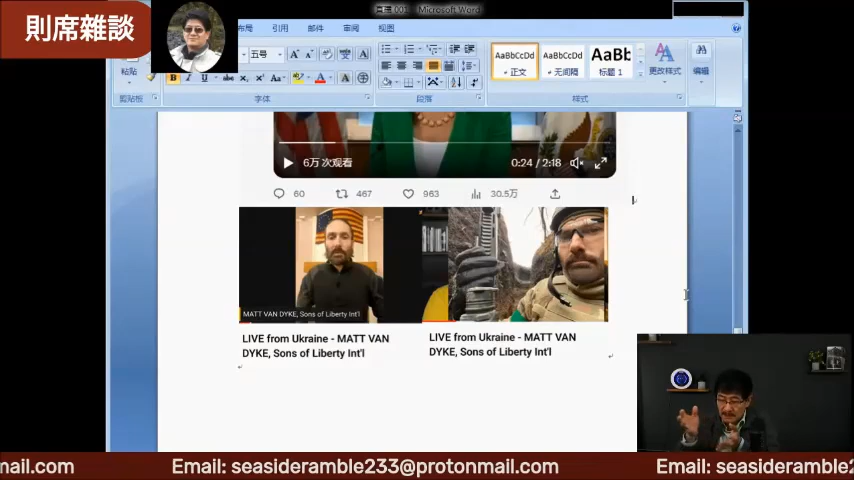 則席雜談
Microsoft Word
布局
引用
邮件
审阅
视图
粘贴
五号
B I U abc x₂ x² Aa
AaBbCcDd
AaBbCcDd
AaBb
正文
无间隔
标题 1
更改样式
编辑
剪贴板
字体
段落
样式
6万 次观看
0:24 / 2:18
60
467
963
30.5万
MATT VAN DYKE, Sons of Liberty Int'l
LIVE from Ukraine - MATT VAN
DYKE, Sons of Liberty Int'l
LIVE from Ukraine - MATT VAN
DYKE, Sons of Liberty Int'l
mail.com
Email: seasideramble233@protonmail.com
Email: seasideramble2